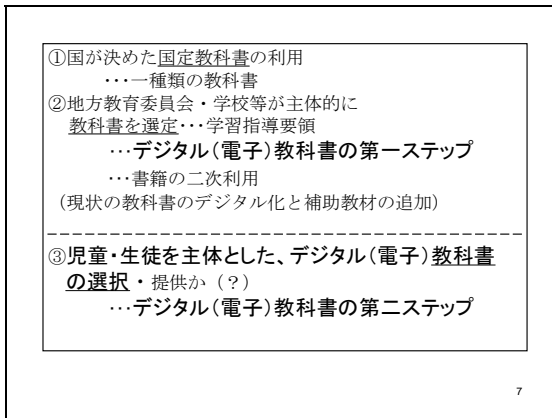 ①国が決めた国定教科書の利用
･･･一種類の教科書
②地方教育委員会・学校等が主体的に
教科書を選定･･･学習指導要領
･･･デジタル(電子)教科書の第一ステップ
･･･書籍の二次利用
(現状の教科書のデジタル化と補助教材の追加)
③児童・生徒を主体とした、デジタル(電子)教科書
の選択・提供か(?)
･･･デジタル(電子)教科書の第二ステップ
7